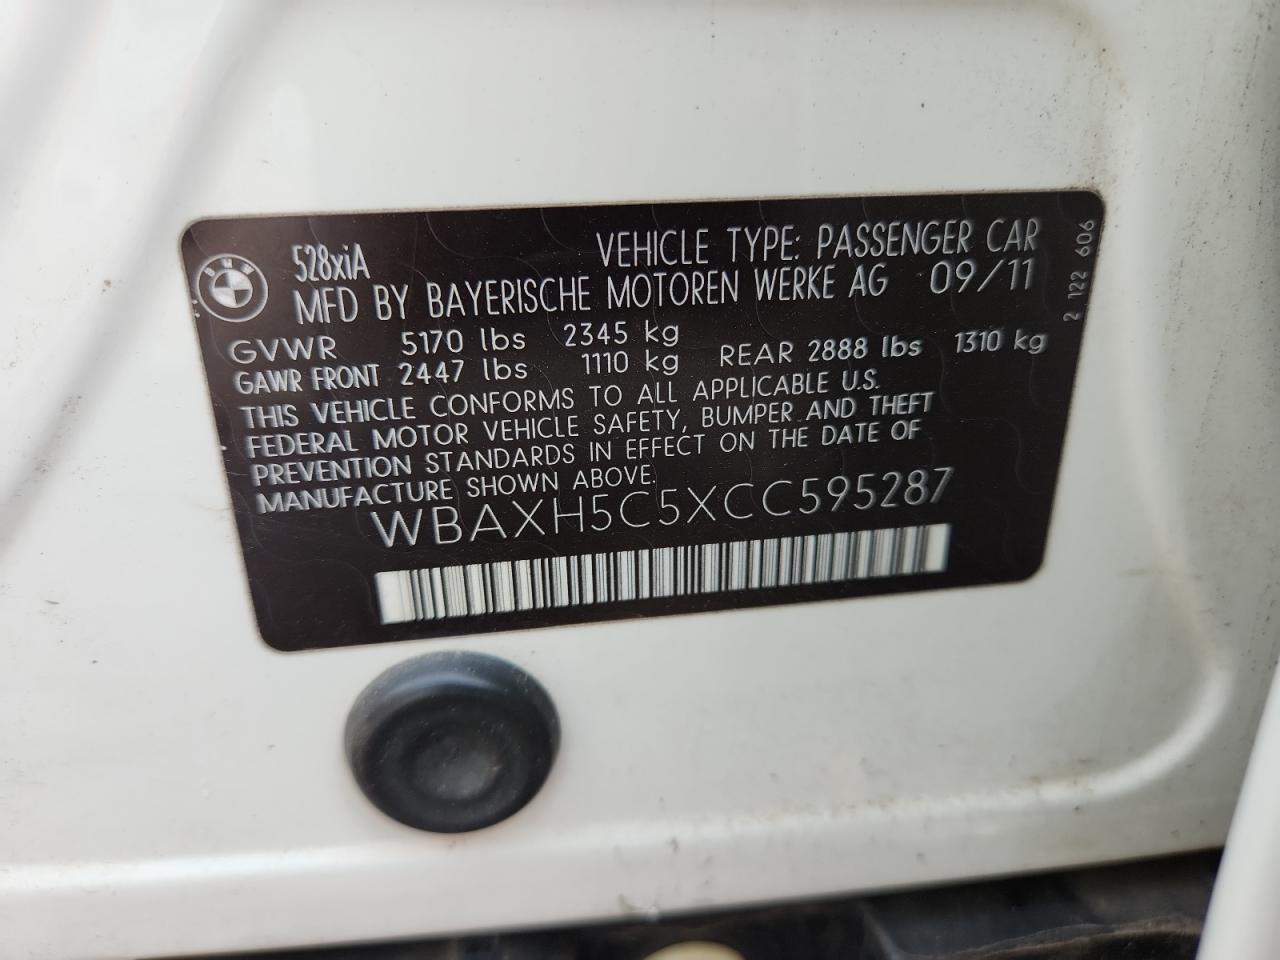 BMW
528xiA
VEHICLE TYPE: PASSENGER CAR
MFD BY BAYERISCHE MOTOREN WERKE AG 09/11
GVWR 5170 lbs 2345 kg
GAWR FRONT 2447 lbs 1110 kg REAR 2888 lbs 1310 kg
THIS VEHICLE CONFORMS TO ALL APPLICABLE U.S.
FEDERAL MOTOR VEHICLE SAFETY, BUMPER AND THEFT
PREVENTION STANDARDS IN EFFECT ON THE DATE OF
MANUFACTURE SHOWN ABOVE.
WBAXH5C5XCC595287
2 122 606